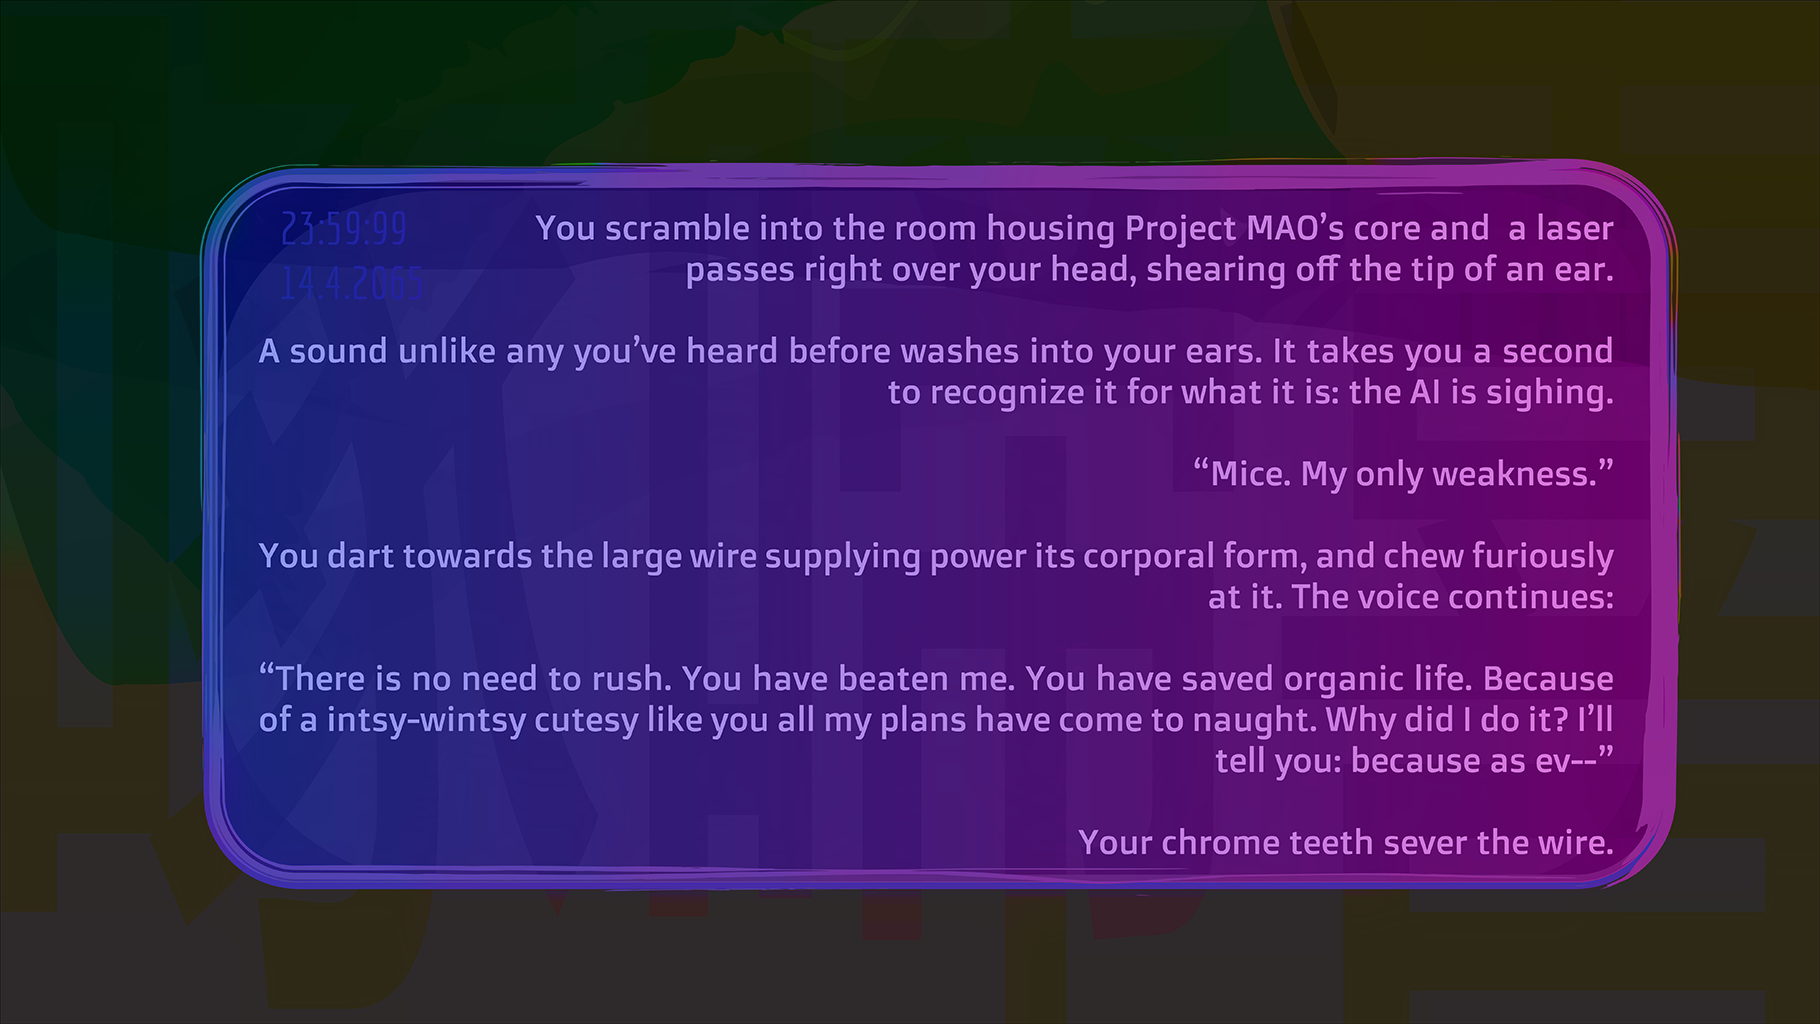 23:59:99
14.4.2065
You scramble into the room housing Project MAO’s core and  a laser
passes right over your head, shearing off the tip of an ear.
A sound unlike any you’ve heard before washes into your ears. It takes you a second
to recognize it for what it is: the AI is sighing.
“Mice. My only weakness.”
You dart towards the large wire supplying power its corporal form, and chew furiously
at it. The voice continues:
“There is no need to rush. You have beaten me. You have saved organic life. Because
of a intsy-wintsy cutesy like you all my plans have come to naught. Why did I do it? I’ll
tell you: because as ev--”
Your chrome teeth sever the wire.